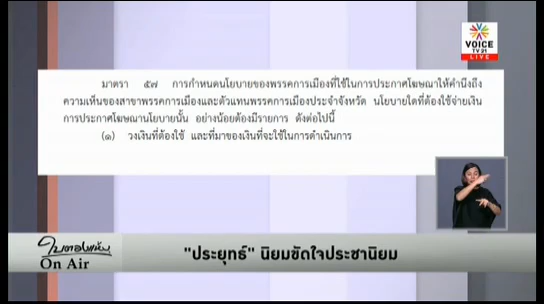 VOICE
TV 21
LIVE
มาตรา ๕๗ การกำหนดนโยบายของพรรคการเมืองที่ใช้ในการประกาศโฆษณาให้คำนึงถึง
ความเห็นของสาขาพรรคการเมืองและตัวแทนพรรคการเมืองประจำจังหวัด นโยบายใดที่ต้องใช้จ่ายเงิน
การประกาศโฆษณานโยบายนั้น อย่างน้อยต้องมีรายการ ดังต่อไปนี้
(๑) วงเงินที่ต้องใช้ และที่มาของเงินที่จะใช้ในการดำเนินการ
ใบตองแห้ง
On Air
"ประยุทธ์" นิยมขัดใจประชานิยม